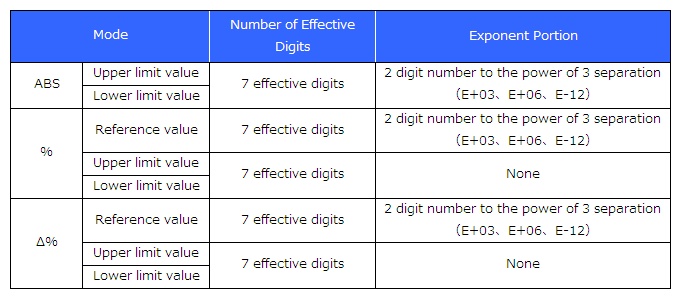 Mode
Number of Effective
Digits
Exponent Portion
ABS
Upper limit value
Lower limit value
7 effective digits
2 digit number to the power of 3 separation
（E+03、E+06、E-12）
%
Reference value
7 effective digits
2 digit number to the power of 3 separation
（E+03、E+06、E-12）
Upper limit value
Lower limit value
7 effective digits
None
Δ%
Reference value
7 effective digits
2 digit number to the power of 3 separation
（E+03、E+06、E-12）
Upper limit value
Lower limit value
7 effective digits
None